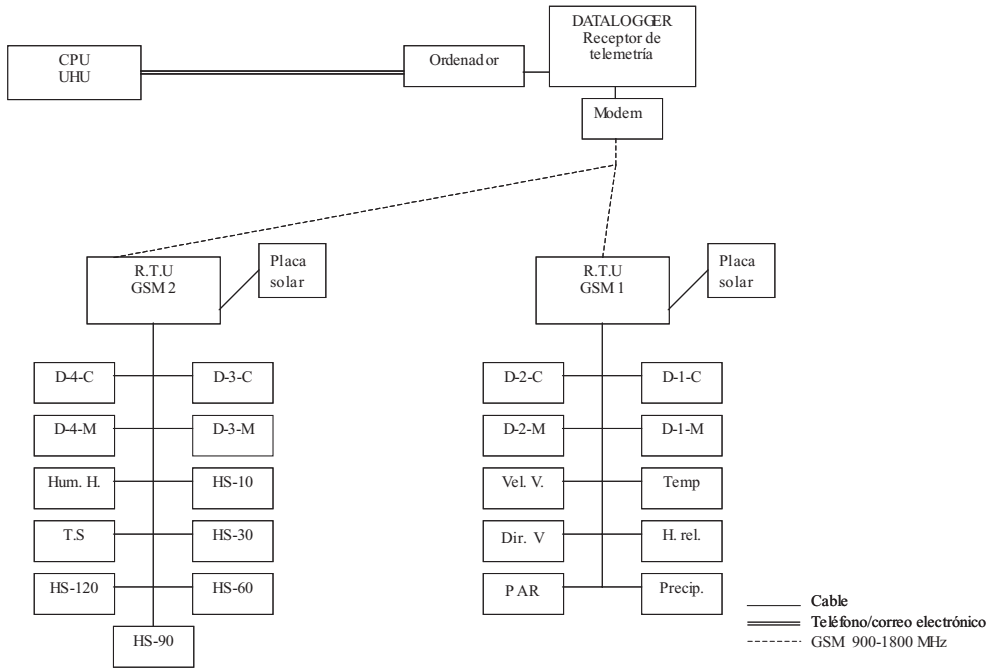 CPU
UHU
Ordenador
DATALOGGER
Receptor de
telemetría
Modem
R.T.U
GSM 2
Placa
solar
R.T.U
GSM 1
Placa
solar
D-4-C
D-3-C
D-4-M
D-3-M
Hum. H.
HS-10
T.S
HS-30
HS-120
HS-60
HS-90
D-2-C
D-1-C
D-2-M
D-1-M
Vel. V.
Temp
Dir. V
H. rel.
PAR
Precip.
Cable
Teléfono/correo electrónico
GSM 900-1800 MHz